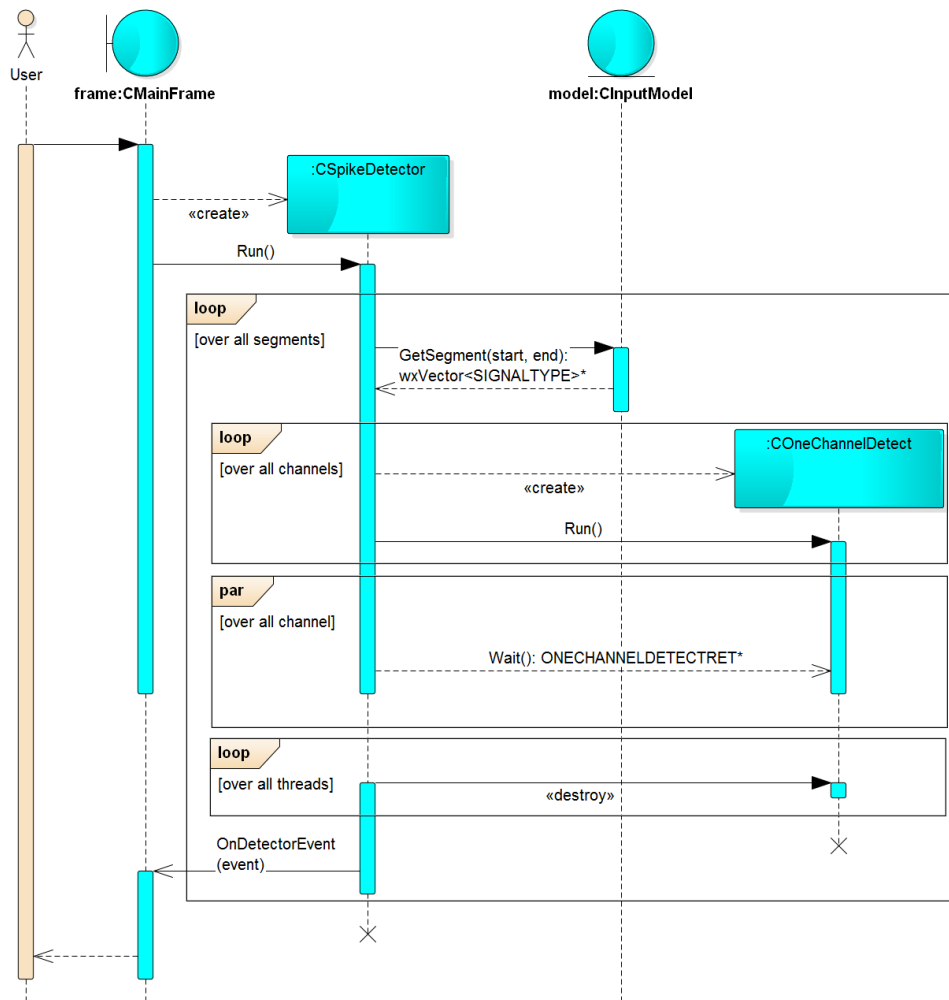 User
frame:CMainFrame
model:CInputModel
:CSpikeDetector
«create»
Run()
loop
[over all segments]
GetSegment(start, end):
wxVector<SIGNALTYPE>*
loop
[over all channels]
:COneChannelDetect
«create»
Run()
par
[over all channel]
Wait(): ONECHANNELDETECTRET*
loop
[over all threads]
«destroy»
OnDetectorEvent
(event)